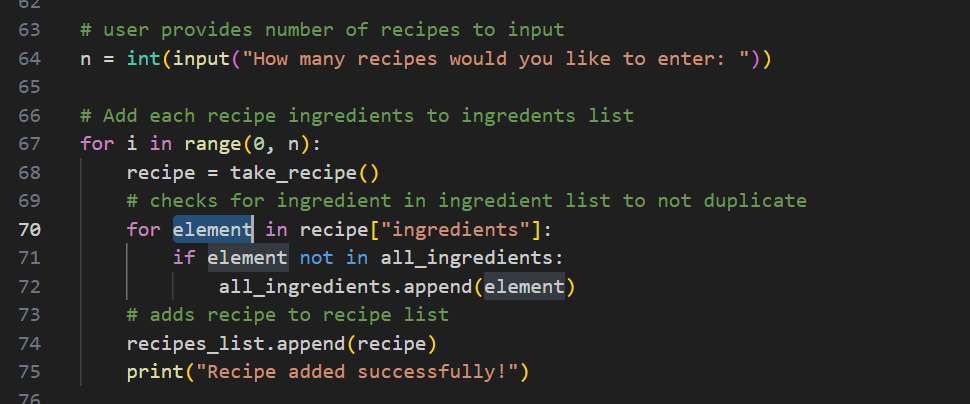 62
63 # user provides number of recipes to input
64 n = int(input("How many recipes would you like to enter: "))
65
66 # Add each recipe ingredients to ingredents list
67 for i in range(0, n):
68     recipe = take_recipe()
69     # checks for ingredient in ingredient list to not duplicate
70     for element in recipe["ingredients"]:
71         if element not in all_ingredients:
72             all_ingredients.append(element)
73     # adds recipe to recipe list
74     recipes_list.append(recipe)
75     print("Recipe added successfully!")
76